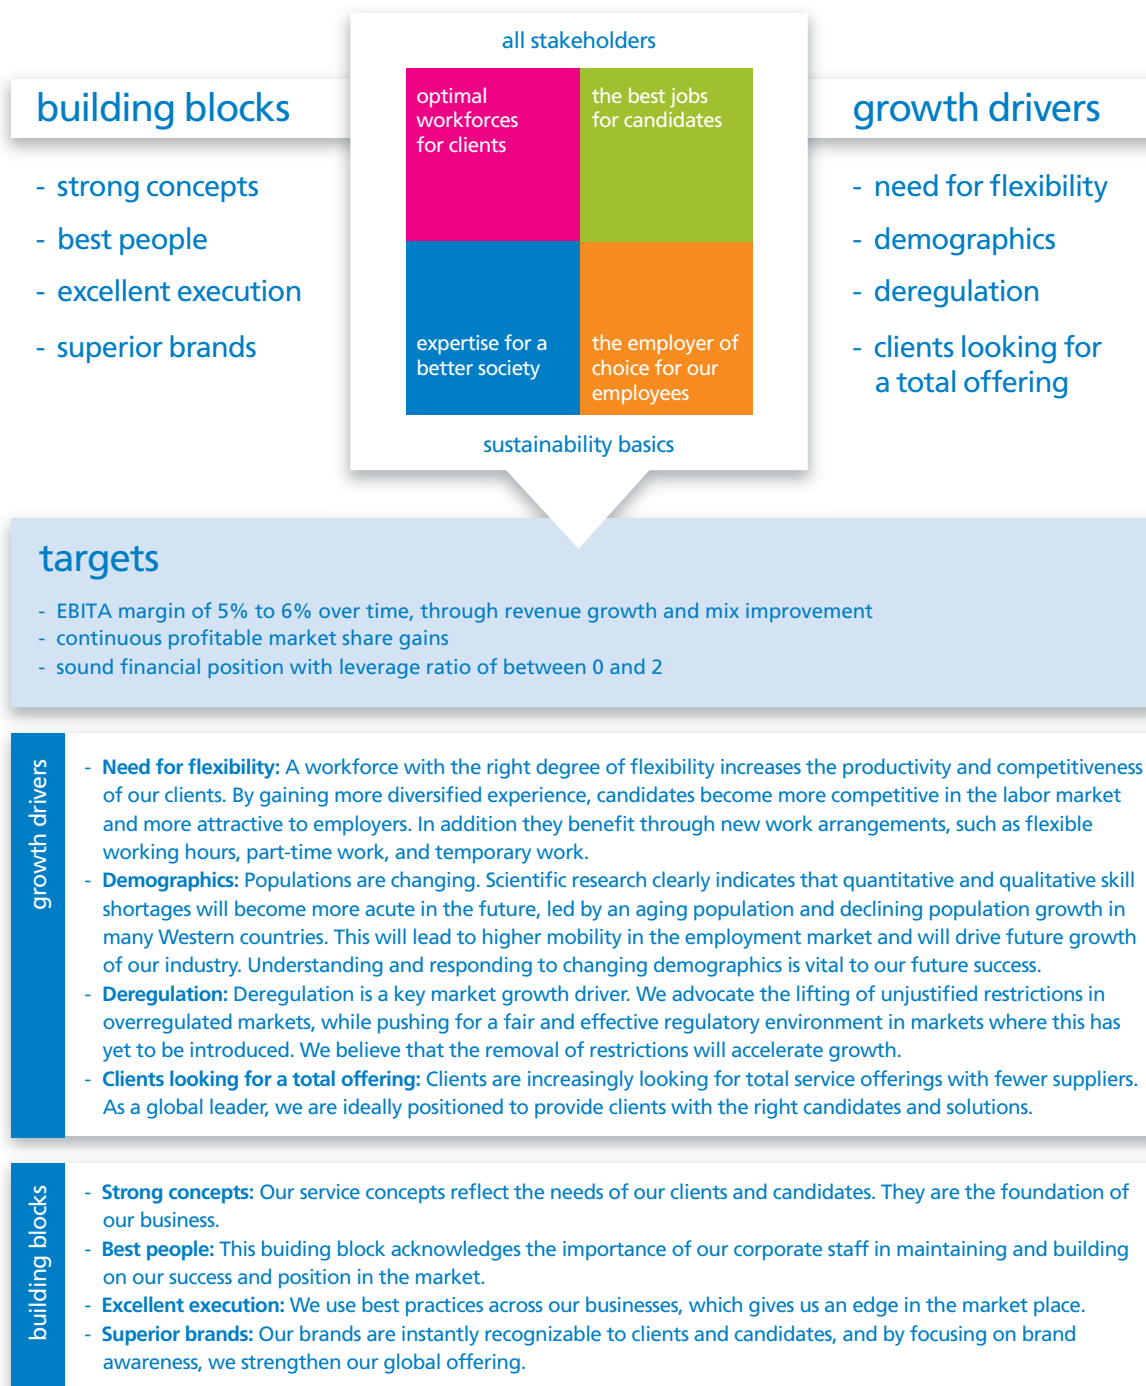 all stakeholders
building blocks
- strong concepts
- best people
- excellent execution
- superior brands
optimal
workforces
for clients
the best jobs
for candidates
expertise for a
better society
the employer of
choice for our
employees
sustainability basics
growth drivers
- need for flexibility
- demographics
- deregulation
- clients looking for
a total offering
targets
- EBITA margin of 5% to 6% over time, through revenue growth and mix improvement
- continuous profitable market share gains
- sound financial position with leverage ratio of between 0 and 2
growth drivers
- Need for flexibility: A workforce with the right degree of flexibility increases the productivity and competitiveness
of our clients. By gaining more diversified experience, candidates become more competitive in the labor market
and more attractive to employers. In addition they benefit through new work arrangements, such as flexible
working hours, part-time work, and temporary work.
- Demographics: Populations are changing. Scientific research clearly indicates that quantitative and qualitative skill
shortages will become more acute in the future, led by an aging population and declining population growth in
many Western countries. This will lead to higher mobility in the employment market and will drive future growth
of our industry. Understanding and responding to changing demographics is vital to our future success.
- Deregulation: Deregulation is a key market growth driver. We advocate the lifting of unjustified restrictions in
overregulated markets, while pushing for a fair and effective regulatory environment in markets where this has
yet to be introduced. We believe that the removal of restrictions will accelerate growth.
- Clients looking for a total offering: Clients are increasingly looking for total service offerings with fewer suppliers.
As a global leader, we are ideally positioned to provide clients with the right candidates and solutions.
building blocks
- Strong concepts: Our service concepts reflect the needs of our clients and candidates. They are the foundation of
our business.
- Best people: This buiding block acknowledges the importance of our corporate staff in maintaining and building
on our success and position in the market.
- Excellent execution: We use best practices across our businesses, which gives us an edge in the market place.
- Superior brands: Our brands are instantly recognizable to clients and candidates, and by focusing on brand
awareness, we strengthen our global offering.